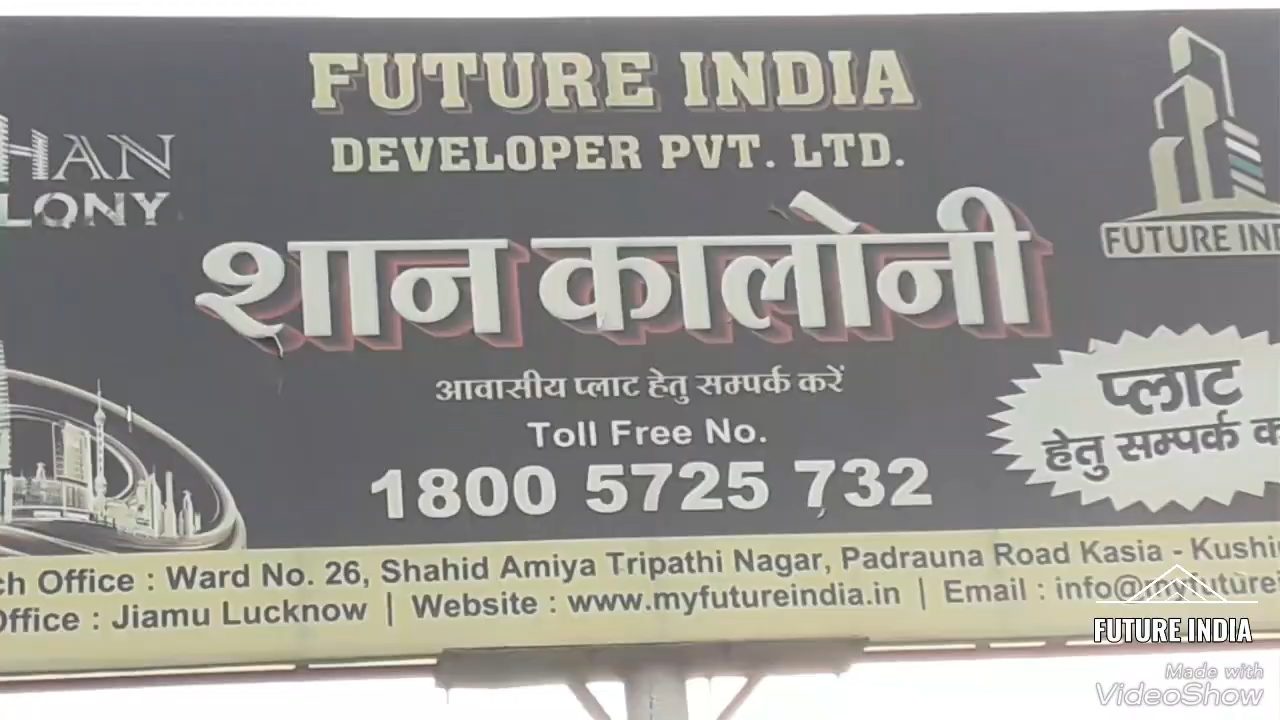 FUTURE INDIA
DEVELOPER PVT. LTD.
HAN
LONY
FUTURE IND
शान कालोनी
आवासीय प्लाट हेतु सम्पर्क करें
Toll Free No.
1800 5725 732
प्लाट
हेतु सम्पर्क क
ch Office : Ward No. 26, Shahid Amiya Tripathi Nagar, Padrauna Road Kasia - Kushin
Office : Jiamu Lucknow | Website : www.myfutureindia.in | Email : info@myfuturei
FUTURE INDIA
Made with
VideoShow